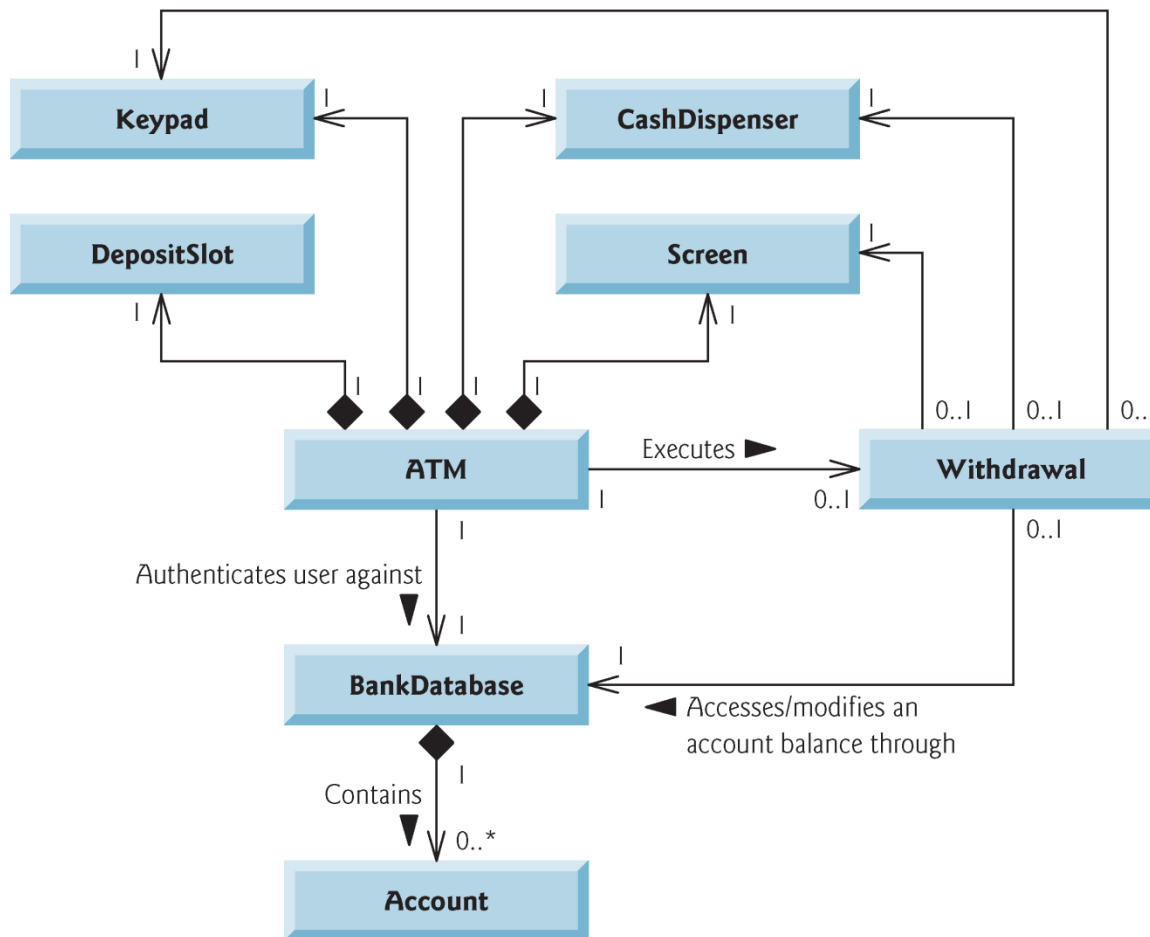 1
Keypad
1
1
CashDispenser
1
DepositSlot
1
Screen
1
1
1
1
1
1
0..1
0..1
0..
ATM
Executes
1
0..1
Withdrawal
1
0..1
Authenticates user against
1
1
BankDatabase
Accesses/modifies an
account balance through
1
Contains
0..*
Account